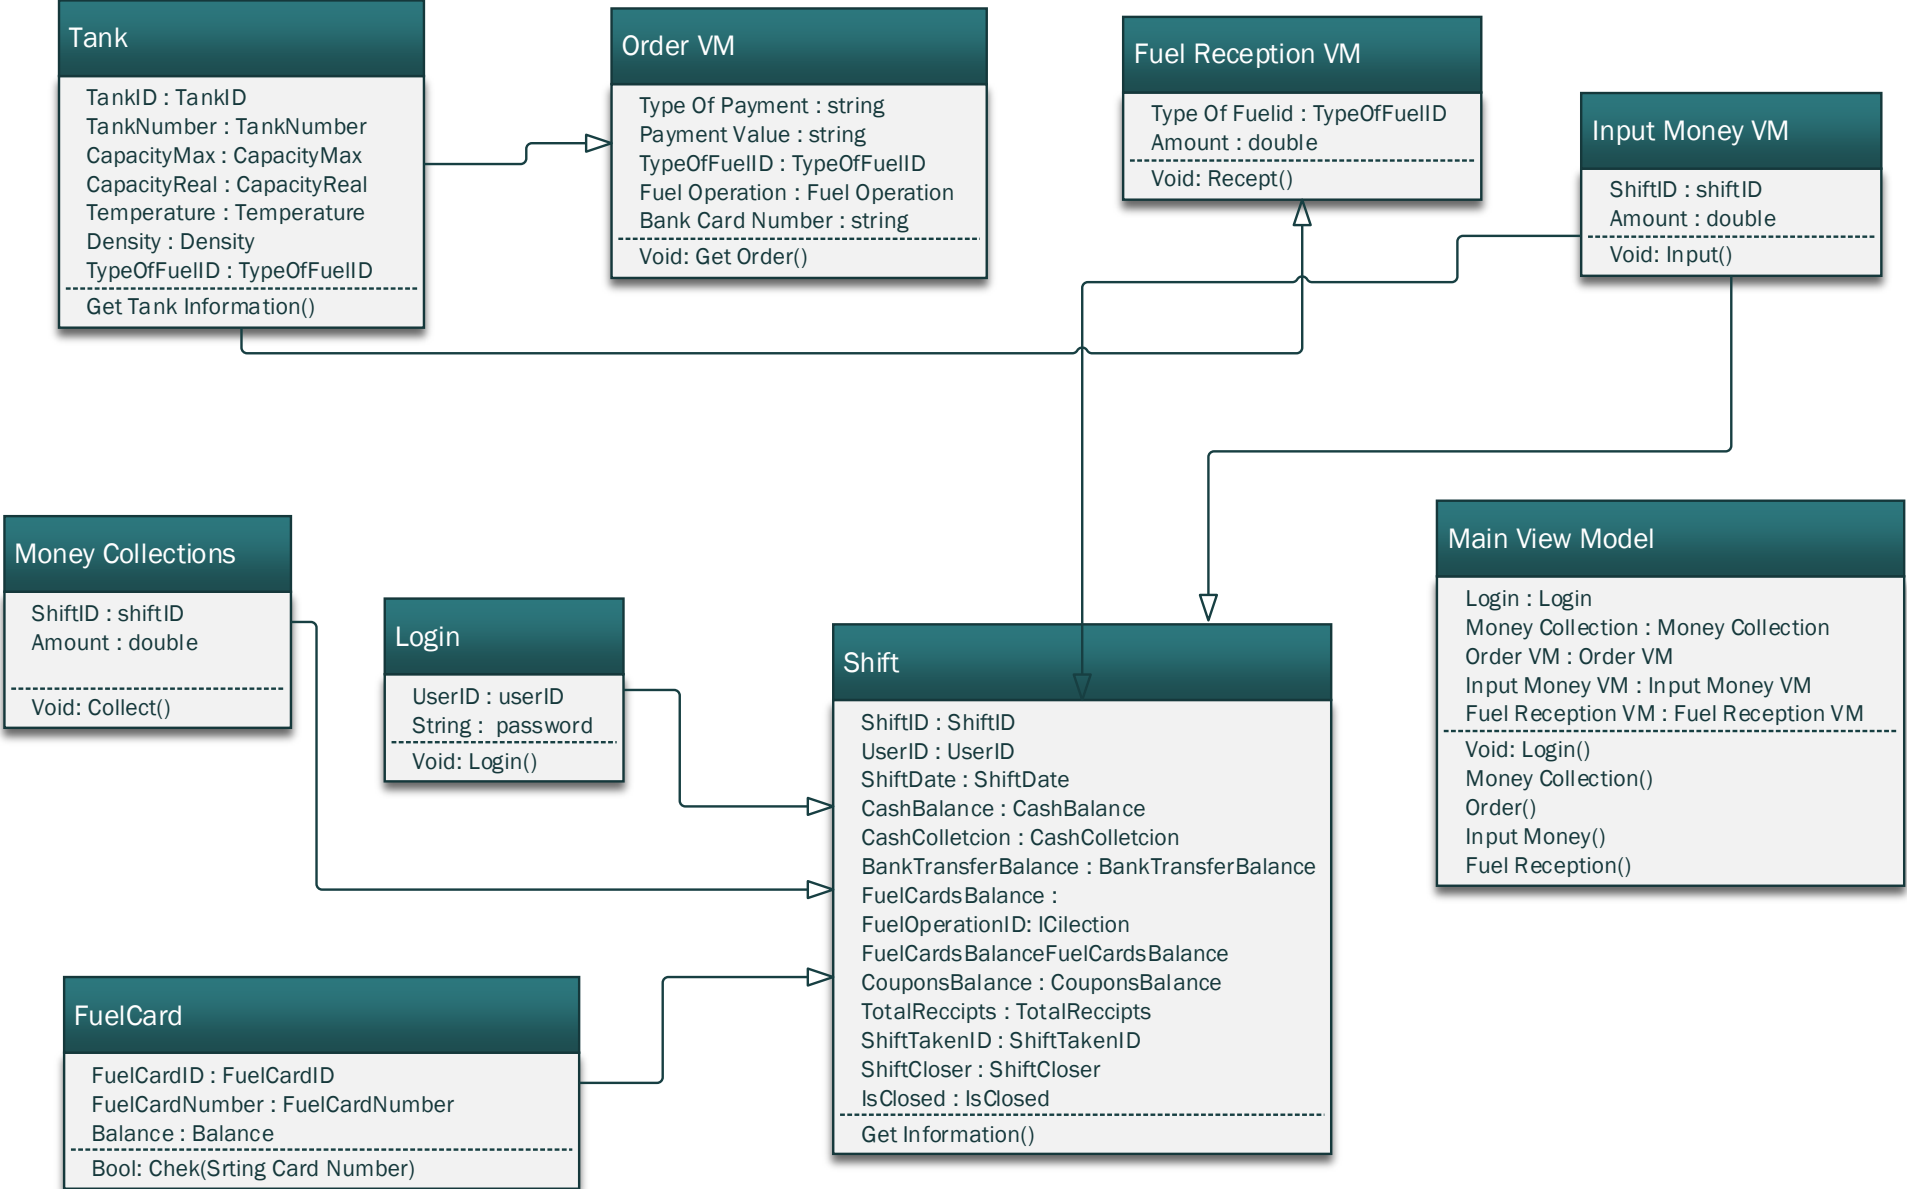 Tank
TankID : TankID
TankNumber : TankNumber
CapacityMax : CapacityMax
CapacityReal : CapacityReal
Temperature : Temperature
Density : Density
TypeOfFuelID : TypeOfFuelID
Get Tank Information()
Order VM
Type Of Payment : string
Payment Value : string
TypeOfFuelID : TypeOfFuelID
Fuel Operation : Fuel Operation
Bank Card Number : string
Void: Get Order()
Fuel Reception VM
Type Of Fuelid : TypeOfFuelID
Amount : double
Void: Recept()
Input Money VM
ShiftID : shiftID
Amount : double
Void: Input()
Money Collections
ShiftID : shiftID
Amount : double
Void: Collect()
Login
UserID : userID
String :  password
Void: Login()
Shift
ShiftID : ShiftID
UserID : UserID
ShiftDate : ShiftDate
CashBalance : CashBalance
CashColletcion : CashColletcion
BankTransferBalance : BankTransferBalance
FuelCardsBalance :
FuelOperationID: ICilection
FuelCardsBalanceFuelCardsBalance
CouponsBalance : CouponsBalance
TotalReccipts : TotalReccipts
ShiftTakenID : ShiftTakenID
ShiftCloser : ShiftCloser
IsClosed : IsClosed
Get Information()
Main View Model
Login : Login
Money Collection : Money Collection
Order VM : Order VM
Input Money VM : Input Money VM
Fuel Reception VM : Fuel Reception VM
Void: Login()
Money Collection()
Order()
Input Money()
Fuel Reception()
FuelCard
FuelCardID : FuelCardID
FuelCardNumber : FuelCardNumber
Balance : Balance
Bool: Chek(Srting Card Number)